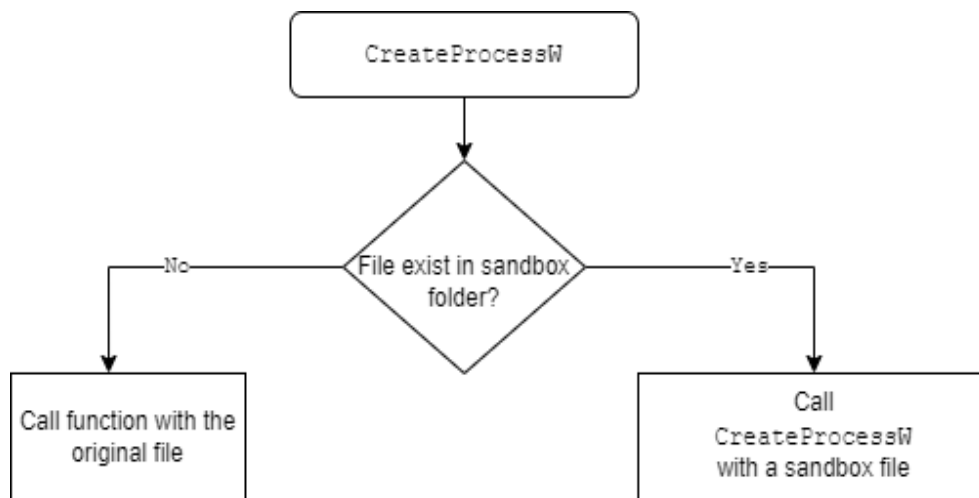 CreateProcessW
File exist in sandbox
folder?
No
Yes
Call function with the
original file
Call
CreateProcessW
with a sandbox file